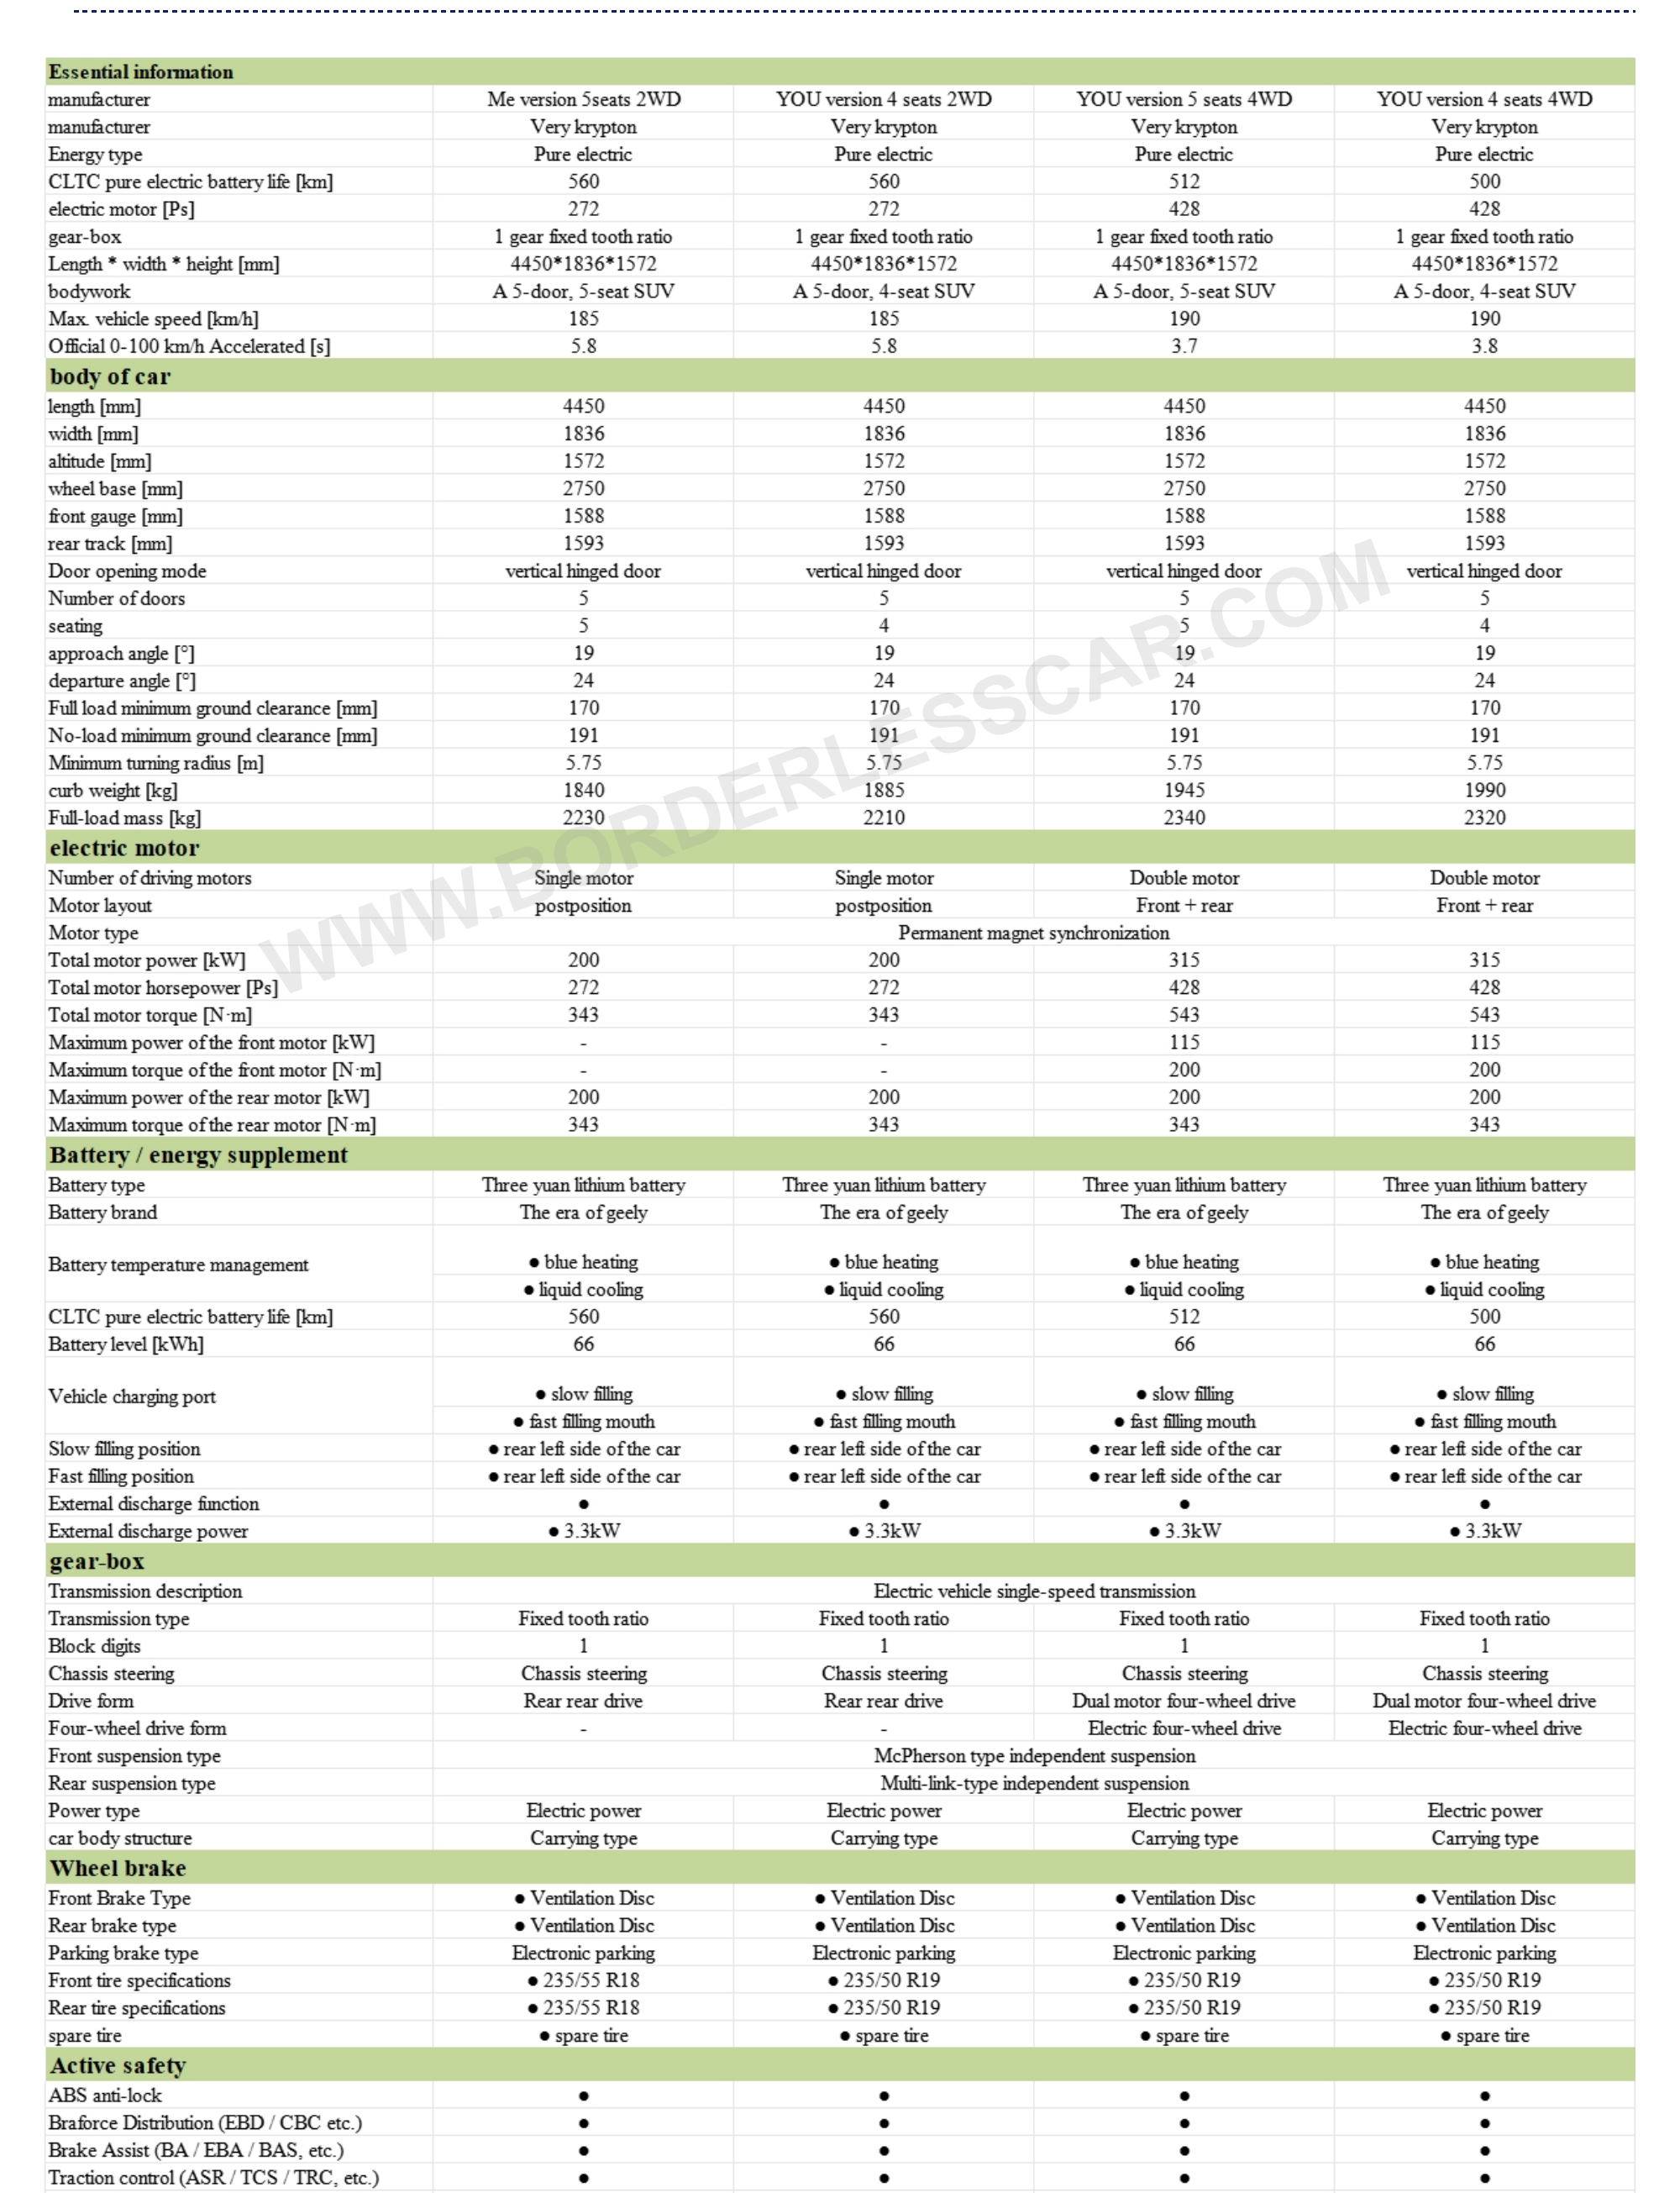 Essential information
manufacturer Me version 5seats 2WD YOU version 4 seats 2WD YOU version 5 seats 4WD YOU version 4 seats 4WD
manufacturer Very krypton Very krypton Very krypton Very krypton
Energy type Pure electric Pure electric Pure electric Pure electric
CLTC pure electric battery life [km] 560 560 512 500
electric motor [Ps] 272 272 428 428
gear-box 1 gear fixed tooth ratio 1 gear fixed tooth ratio 1 gear fixed tooth ratio 1 gear fixed tooth ratio
Length * width * height [mm] 4450*1836*1572 4450*1836*1572 4450*1836*1572 4450*1836*1572
bodywork A 5-door, 5-seat SUV A 5-door, 4-seat SUV A 5-door, 5-seat SUV A 5-door, 4-seat SUV
Max. vehicle speed [km/h] 185 185 190 190
Official 0-100 km/h Accelerated [s] 5.8 5.8 3.7 3.8
body of car
length [mm] 4450 4450 4450 4450
width [mm] 1836 1836 1836 1836
altitude [mm] 1572 1572 1572 1572
wheel base [mm] 2750 2750 2750 2750
front gauge [mm] 1588 1588 1588 1588
rear track [mm] 1593 1593 1593 1593
Door opening mode vertical hinged door vertical hinged door vertical hinged door vertical hinged door
Number of doors 5 5 5 5
seating 5 4 5 4
approach angle [°] 19 19 19 19
departure angle [°] 24 24 24 24
Full load minimum ground clearance [mm] 170 170 170 170
No-load minimum ground clearance [mm] 191 191 191 191
Minimum turning radius [m] 5.75 5.75 5.75 5.75
curb weight [kg] 1840 1885 1945 1990
Full-load mass [kg] 2230 2210 2340 2320
WWW.BORDERLESSCAR.COM
electric motor
Number of driving motors Single motor Single motor Double motor Double motor
Motor layout postposition postposition Front + rear Front + rear
Motor type Permanent magnet synchronization
Total motor power [kW] 200 200 315 315
Total motor horsepower [Ps] 272 272 428 428
Total motor torque [N·m] 343 343 543 543
Maximum power of the front motor [kW] - - 115 115
Maximum torque of the front motor [N·m] - - 200 200
Maximum power of the rear motor [kW] 200 200 200 200
Maximum torque of the rear motor [N·m] 343 343 343 343
Battery / energy supplement
Battery type Three yuan lithium battery Three yuan lithium battery Three yuan lithium battery Three yuan lithium battery
Battery brand The era of geely The era of geely The era of geely The era of geely
Battery temperature management ● blue heating ● blue heating ● blue heating ● blue heating
● liquid cooling ● liquid cooling ● liquid cooling ● liquid cooling
CLTC pure electric battery life [km] 560 560 512 500
Battery level [kWh] 66 66 66 66
Vehicle charging port ● slow filling ● slow filling ● slow filling ● slow filling
● fast filling mouth ● fast filling mouth ● fast filling mouth ● fast filling mouth
Slow filling position ● rear left side of the car ● rear left side of the car ● rear left side of the car ● rear left side of the car
Fast filling position ● rear left side of the car ● rear left side of the car ● rear left side of the car ● rear left side of the car
External discharge function ● ● ● ●
External discharge power ● 3.3kW ● 3.3kW ● 3.3kW ● 3.3kW
gear-box
Transmission description Electric vehicle single-speed transmission
Transmission type Fixed tooth ratio Fixed tooth ratio Fixed tooth ratio Fixed tooth ratio
Block digits 1 1 1 1
Chassis steering Chassis steering Chassis steering Chassis steering Chassis steering
Drive form Rear rear drive Rear rear drive Dual motor four-wheel drive Dual motor four-wheel drive
Four-wheel drive form - - Electric four-wheel drive Electric four-wheel drive
Front suspension type McPherson type independent suspension
Rear suspension type Multi-link-type independent suspension
Power type Electric power Electric power Electric power Electric power
car body structure Carrying type Carrying type Carrying type Carrying type
Wheel brake
Front Brake Type ● Ventilation Disc ● Ventilation Disc ● Ventilation Disc ● Ventilation Disc
Rear brake type ● Ventilation Disc ● Ventilation Disc ● Ventilation Disc ● Ventilation Disc
Parking brake type Electronic parking Electronic parking Electronic parking Electronic parking
Front tire specifications ● 235/55 R18 ● 235/50 R19 ● 235/50 R19 ● 235/50 R19
Rear tire specifications ● 235/55 R18 ● 235/50 R19 ● 235/50 R19 ● 235/50 R19
spare tire ● spare tire ● spare tire ● spare tire ● spare tire
Active safety
ABS anti-lock ● ● ● ●
Braforce Distribution (EBD / CBC etc.) ● ● ● ●
Brake Assist (BA / EBA / BAS, etc.) ● ● ● ●
Traction control (ASR / TCS / TRC, etc.) ● ● ● ●